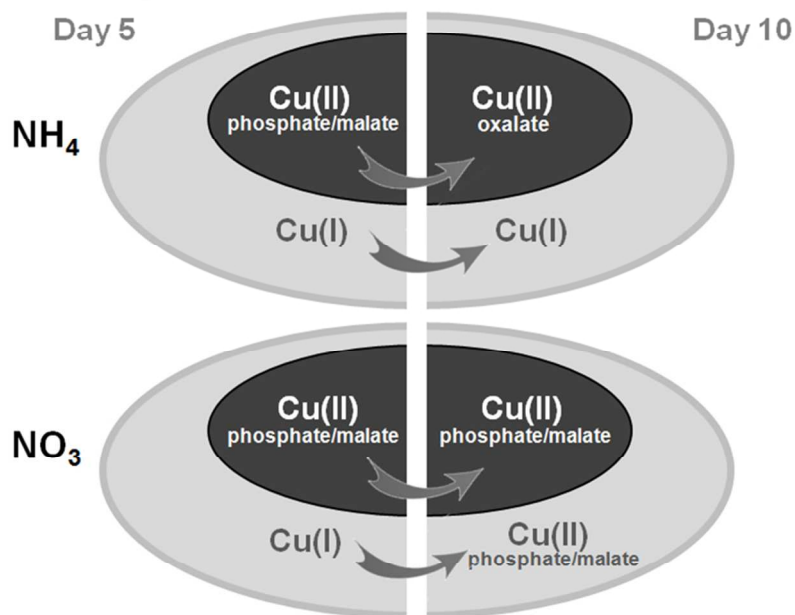 Day 5
Day 10
NH₄
Cu(II)
phosphate/malate
Cu(II)
oxalate
Cu(I)
Cu(I)
NO₃
Cu(II)
phosphate/malate
Cu(II)
phosphate/malate
Cu(I)
Cu(II)
phosphate/malate